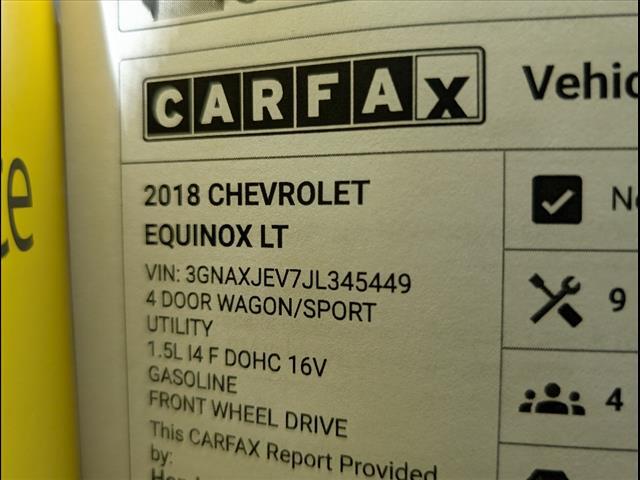 CARFAX
Vehic
2018 CHEVROLET
EQUINOX LT
VIN: 3GNAXJEV7JL345449
4 DOOR WAGON/SPORT
UTILITY
1.5L I4 F DOHC 16V
GASOLINE
FRONT WHEEL DRIVE
This CARFAX Report Provided
by:
9
4